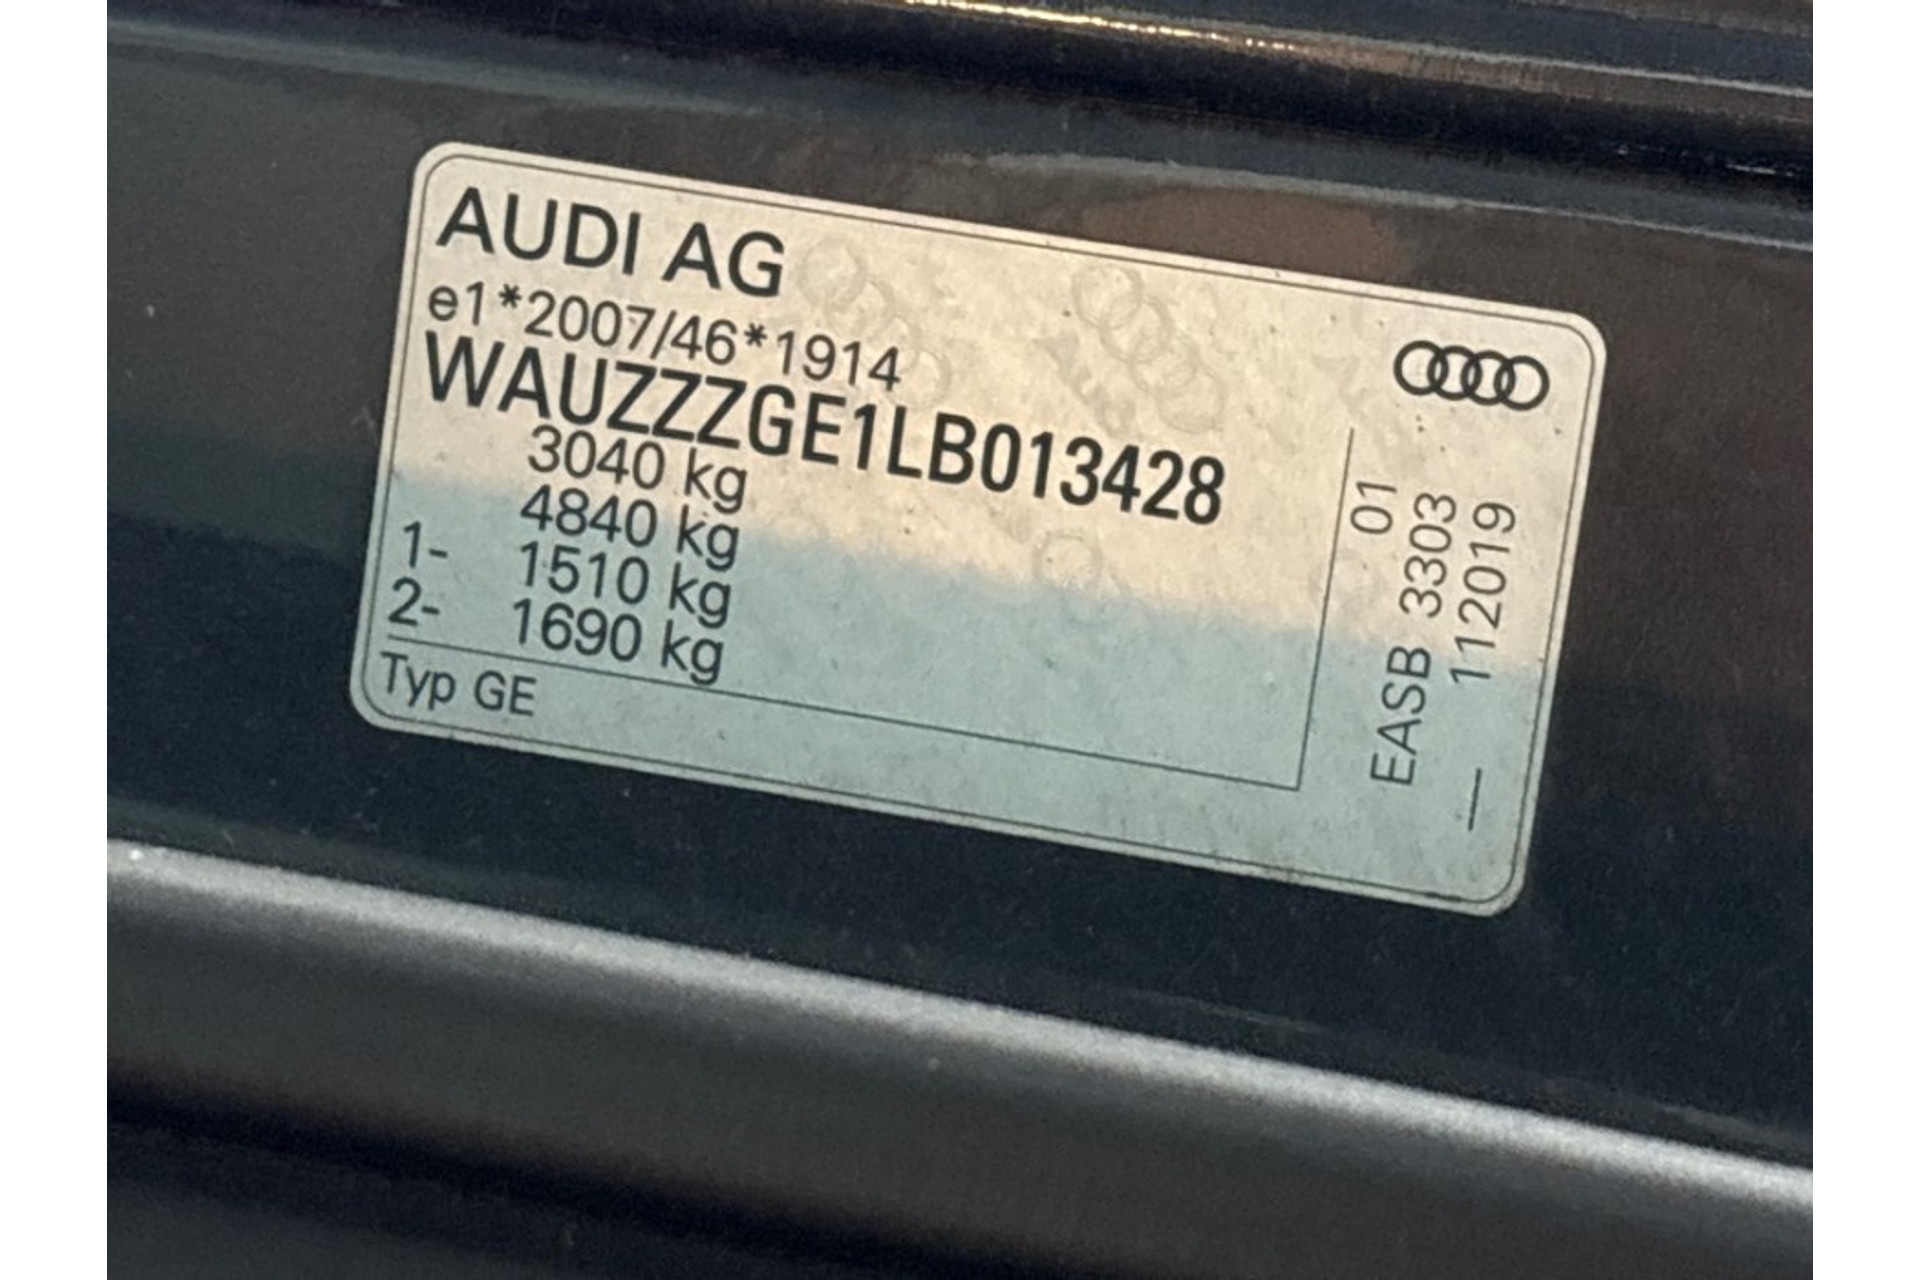 AUDI AG
e1*2007/46*1914
WAUZZZGE1LB013428
3040 kg
4840 kg
1- 1510 kg
2- 1690 kg
Typ GE
01
EASB 3303
— 112019